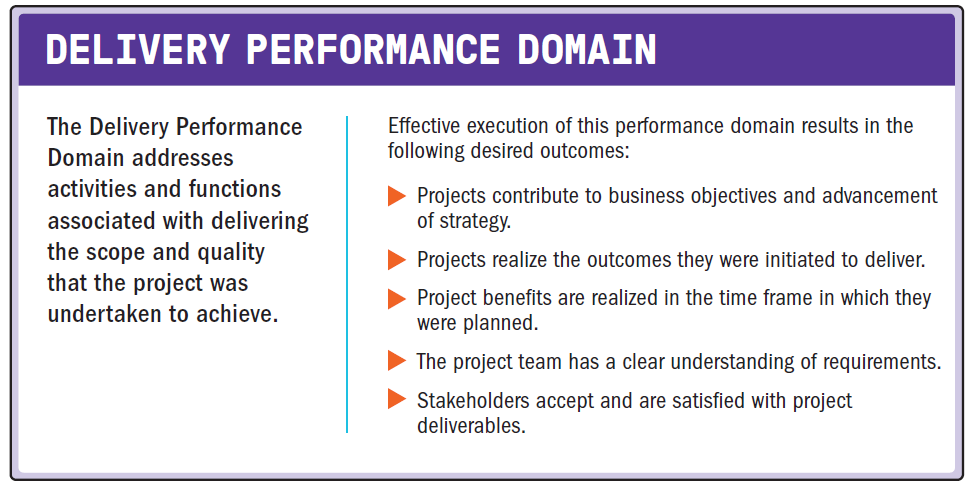 DELIVERY PERFORMANCE DOMAIN
The Delivery Performance
Domain addresses
activities and functions
associated with delivering
the scope and quality
that the project was
undertaken to achieve.
Effective execution of this performance domain results in the
following desired outcomes:
Projects contribute to business objectives and advancement
of strategy.
Projects realize the outcomes they were initiated to deliver.
Project benefits are realized in the time frame in which they
were planned.
The project team has a clear understanding of requirements.
Stakeholders accept and are satisfied with project
deliverables.